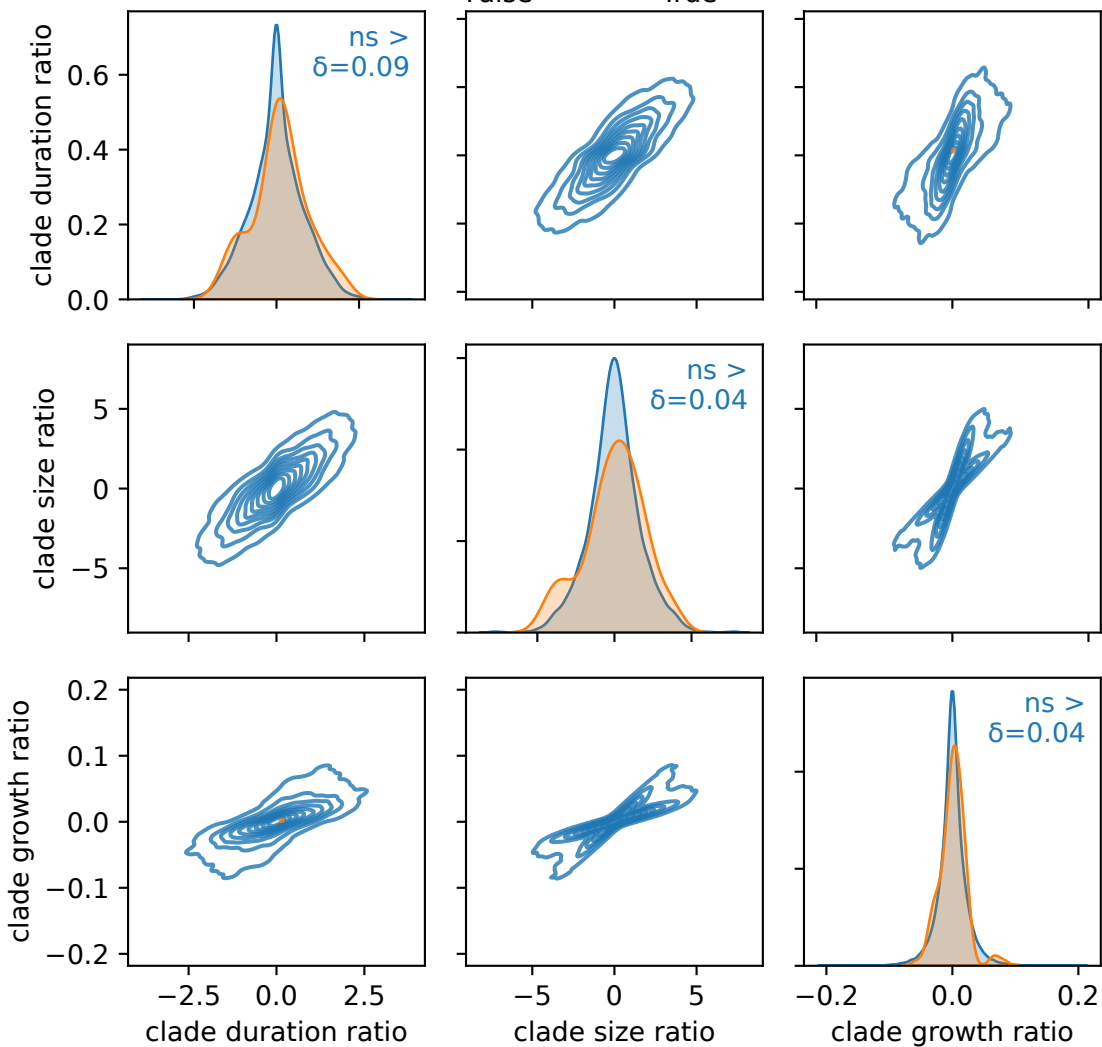 ns >
δ=0.09
clade duration ratio
0.6
0.4
0.2
0.0
ns >
δ=0.04
clade size ratio
5
0
−5
ns >
δ=0.04
clade growth ratio
0.2
0.1
0.0
−0.1
−0.2
−2.5 0.0 2.5
−5 0 5
−0.2 0.0 0.2
clade duration ratio
clade size ratio
clade growth ratio